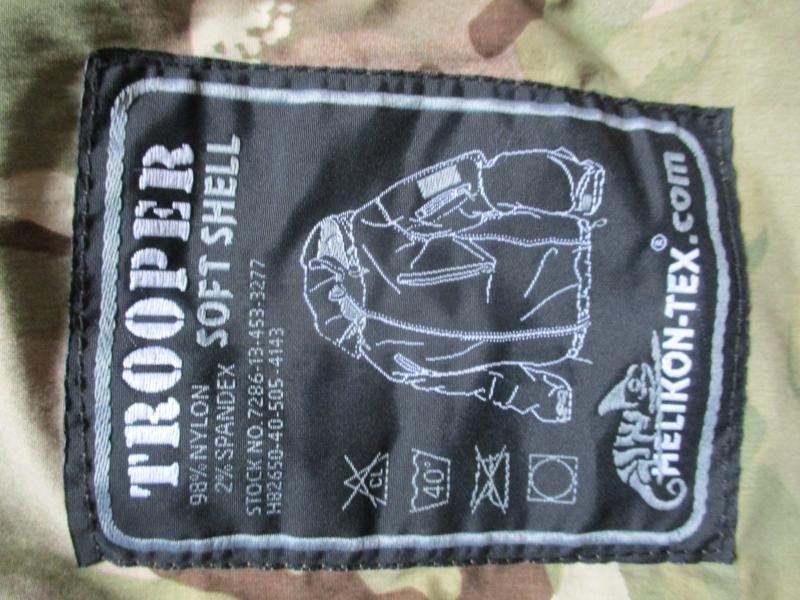 TROOPER
98% NYLON
2% SPANDEX
SOFT SHELL
STOCK NO. 7286-13-453-3277
H82650-40-505-4143
CL
40°
HELIKON-TEX®.com